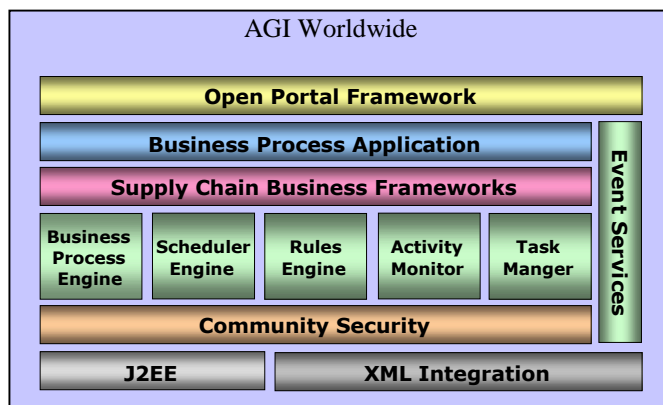 AGI Worldwide
Open Portal Framework
Business Process Application
Supply Chain Business Frameworks
Event Services
Business
Process
Engine
Scheduler
Engine
Rules
Engine
Activity
Monitor
Task
Manger
Community Security
J2EE
XML Integration